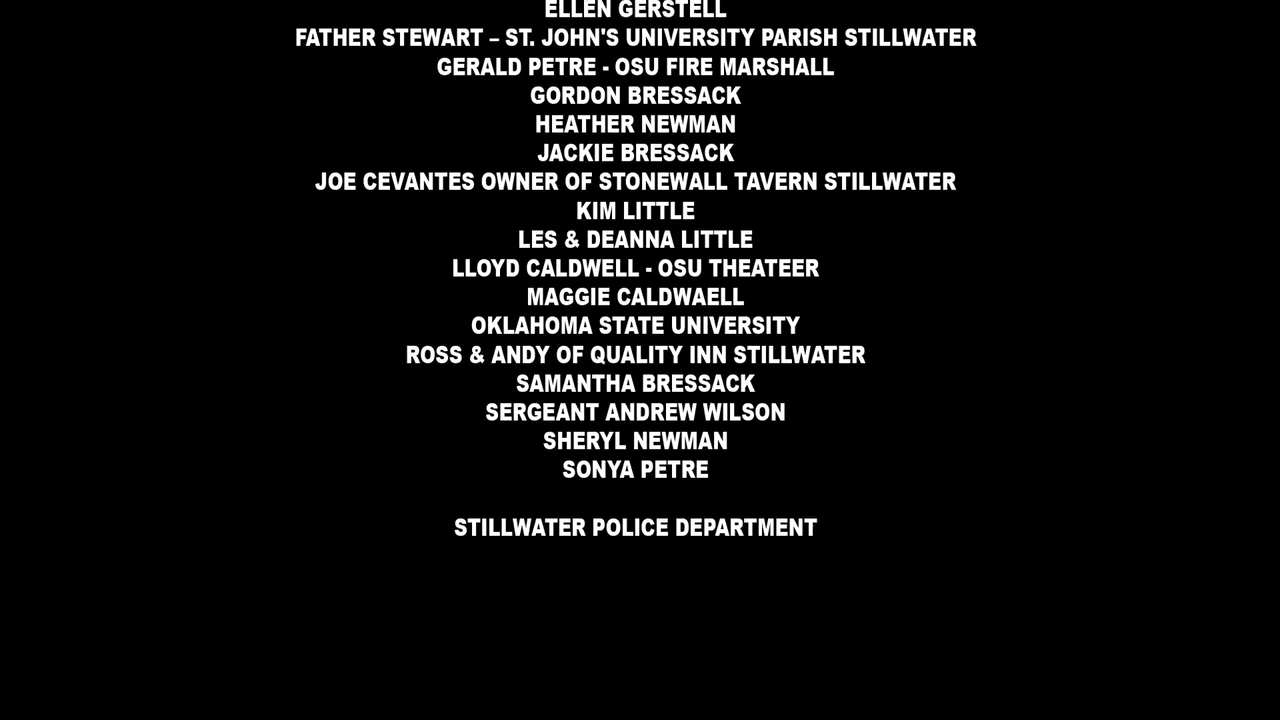 ELLEN GERSTELL
FATHER STEWART – ST. JOHN'S UNIVERSITY PARISH STILLWATER
GERALD PETRE - OSU FIRE MARSHALL
GORDON BRESSACK
HEATHER NEWMAN
JACKIE BRESSACK
JOE CEVANTES OWNER OF STONEWALL TAVERN STILLWATER
KIM LITTLE
LES & DEANNA LITTLE
LLOYD CALDWELL - OSU THEATEER
MAGGIE CALDWAELL
OKLAHOMA STATE UNIVERSITY
ROSS & ANDY OF QUALITY INN STILLWATER
SAMANTHA BRESSACK
SERGEANT ANDREW WILSON
SHERYL NEWMAN
SONYA PETRE
STILLWATER POLICE DEPARTMENT